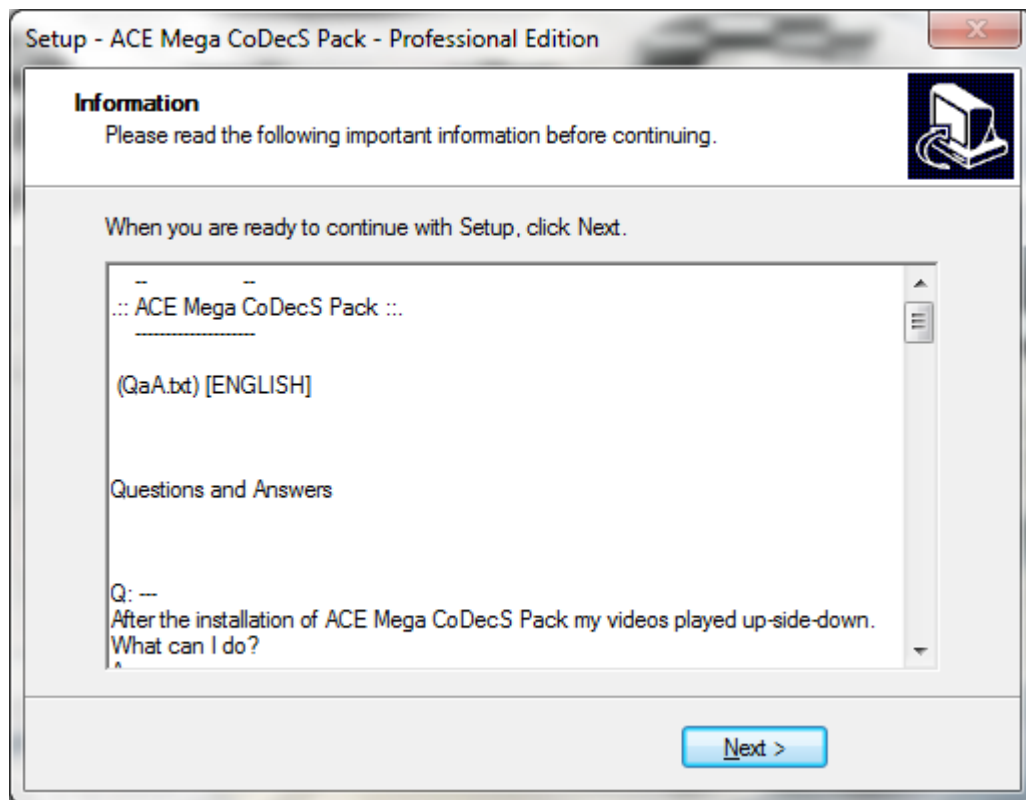 Setup - ACE Mega CoDecS Pack - Professional Edition
Information
Please read the following important information before continuing.
When you are ready to continue with Setup, click Next.
-- --
.:: ACE Mega CoDecS Pack ::.
--------------------
(QaA.txt) [ENGLISH]
Questions and Answers
Q: ---
After the installation of ACE Mega CoDecS Pack my videos played up-side-down.
What can I do?
Next >